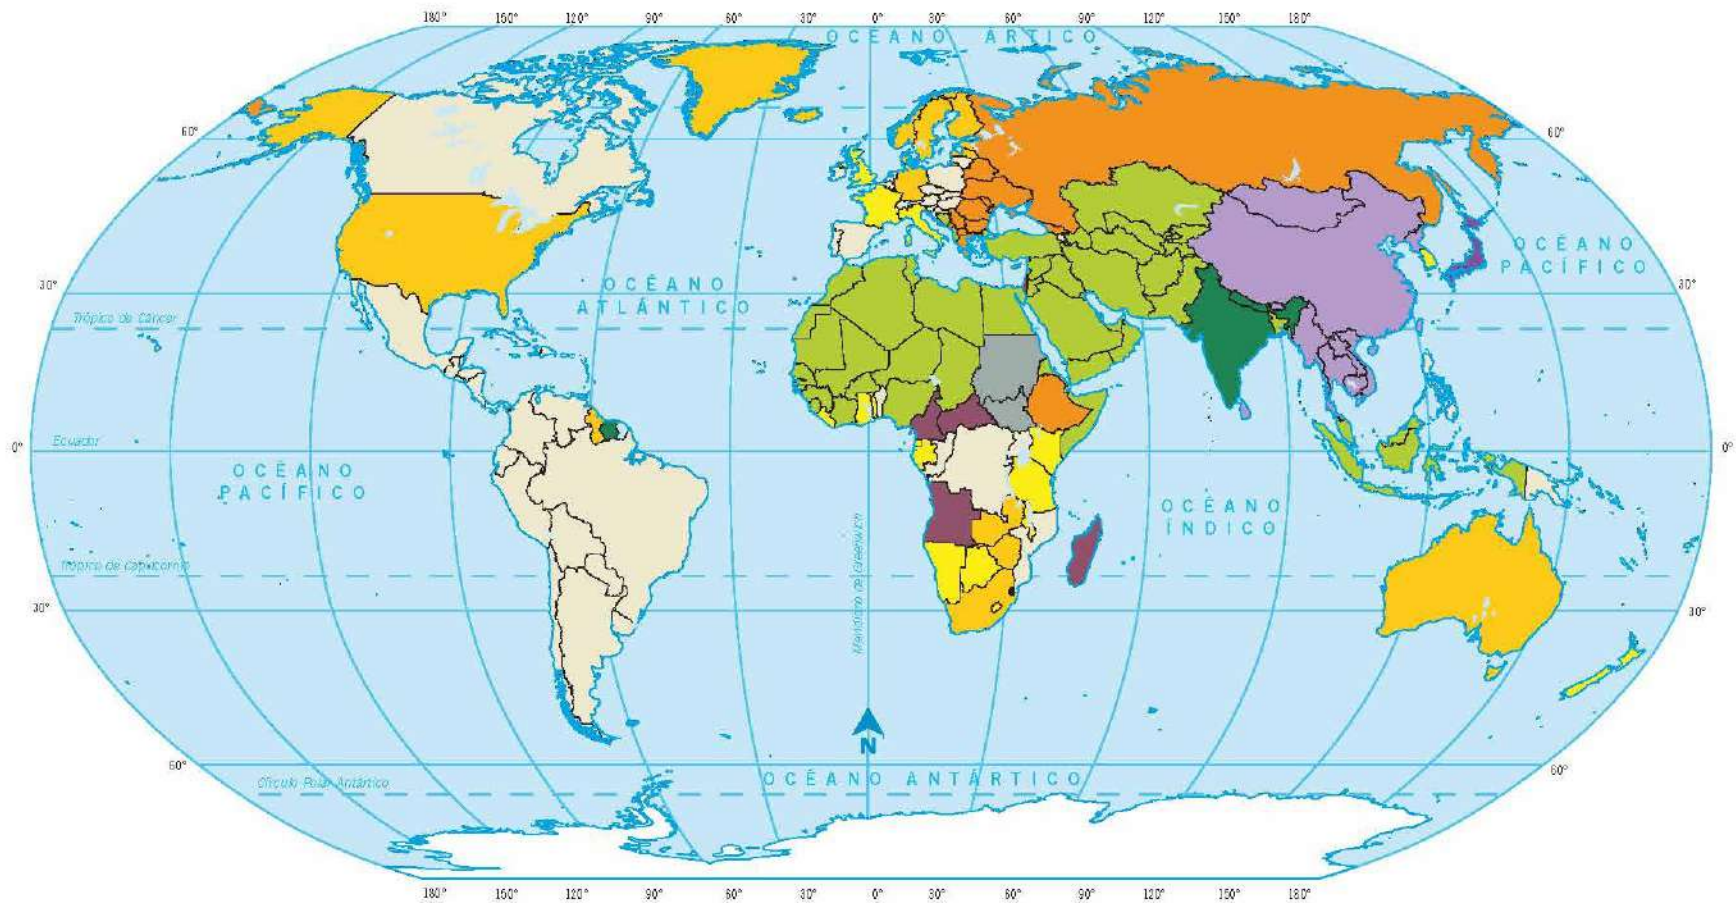 180° 150° 120° 90° 60° 30° 0° 30° 60° 90° 120° 150° 180°
OCÉANO ÁRTICO
60° 60°
OCÉANO
PACÍFICO
OCÉANO
ATLÁNTICO
30° 30°
Trópico de Cáncer
Ecuador
0° 0°
OCÉANO
PACÍFICO
OCÉANO
ÍNDICO
Meridiano de Greenwich
Trópico de Capricornio
30° 30°
N
60° 60°
OCÉANO ANTÁRTICO
Círculo Polar Antártico
180° 150° 120° 90° 60° 30° 0° 30° 60° 90° 120° 150° 180°